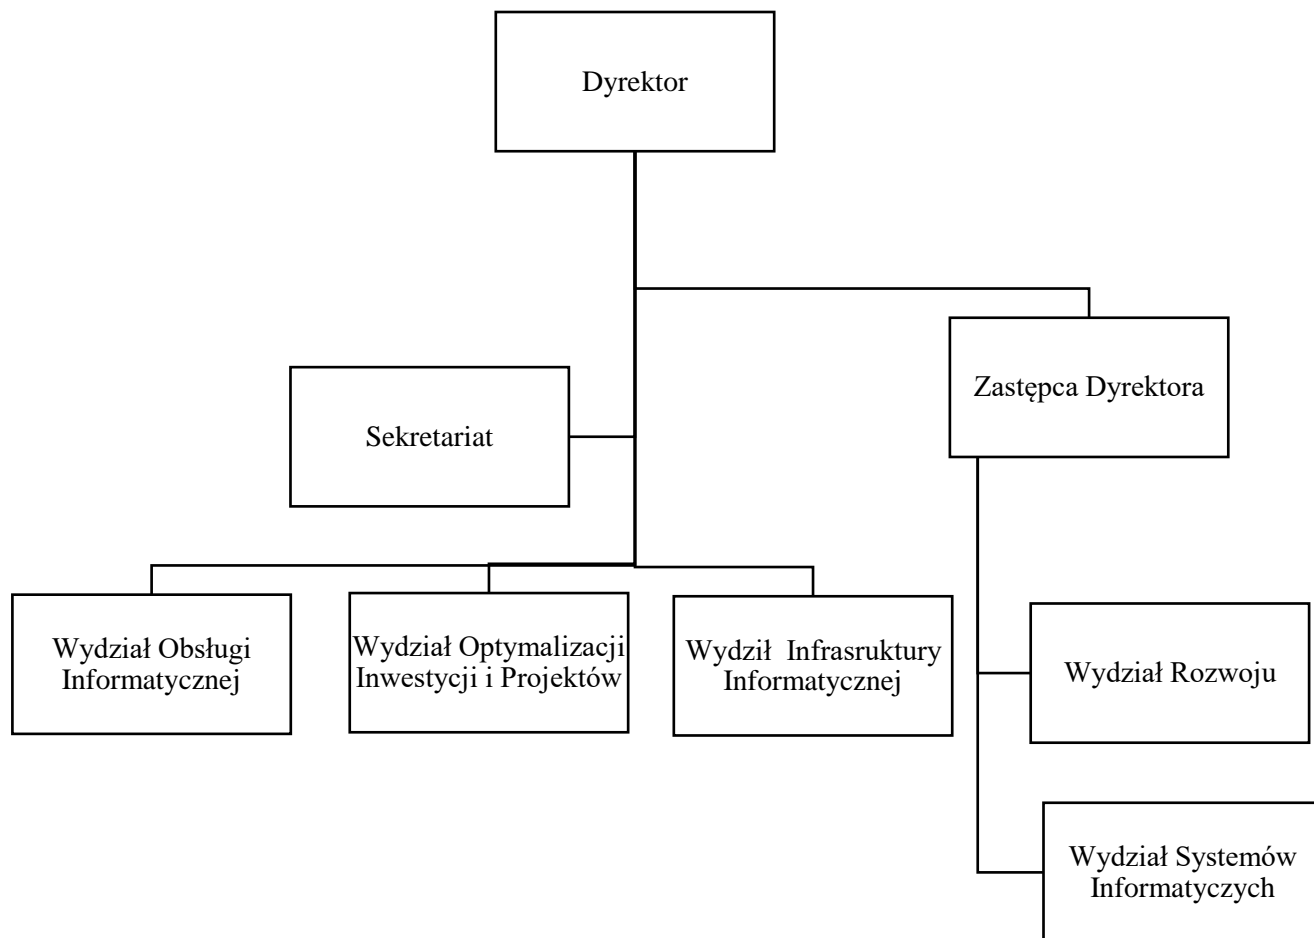 Dyrektor
Zastępca Dyrektora
Sekretariat
Wydział Obsługi
Informatycznej
Wydział Optymalizacji
Inwestycji i Projektów
Wydził  Infrasruktury
Informatycznej
Wydział Rozwoju
Wydział Systemów
Informatyczych